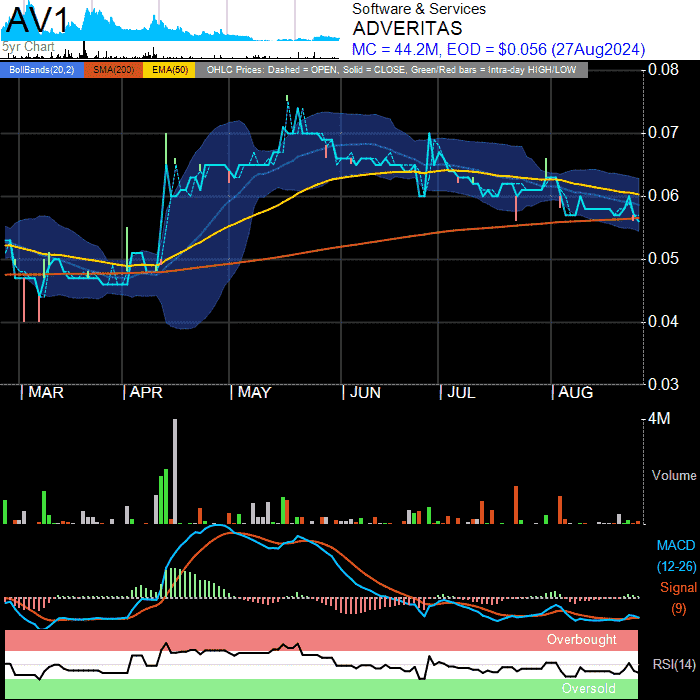 AV1
5yr Chart
Software & Services
ADVERITAS
MC = 44.2M, EOD = $0.056 (27Aug2024)
BollBands(20,2) SMA(200) EMA(50) OHLC Prices: Dashed = OPEN, Solid = CLOSE, Green/Red bars = Intra-day HIGH/LOW
0.08
0.07
0.06
0.05
0.04
0.03
MAR APR MAY JUN JUL AUG
4M
Volume
MACD
(12-26)
Signal
(9)
Overbought
RSI(14)
Oversold